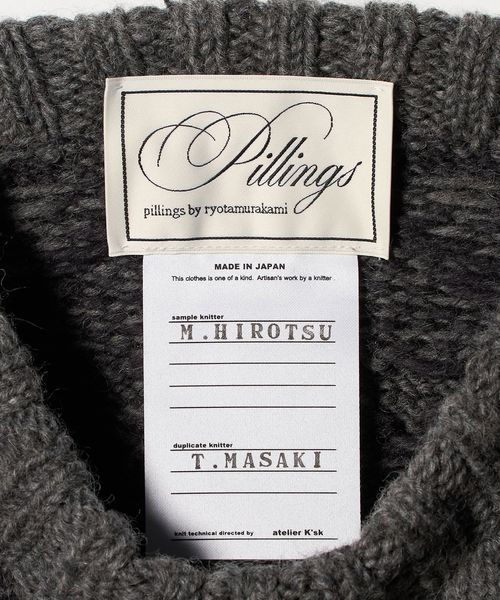 Pillings
pillings by ryotamurakami
MADE IN JAPAN
This clothes is one of a kind. Artisan's work by a knitter
sample knitter
M.HIROTSU
duplicate knitter
T.MASAKI
knit technical directed by atelier K'sk